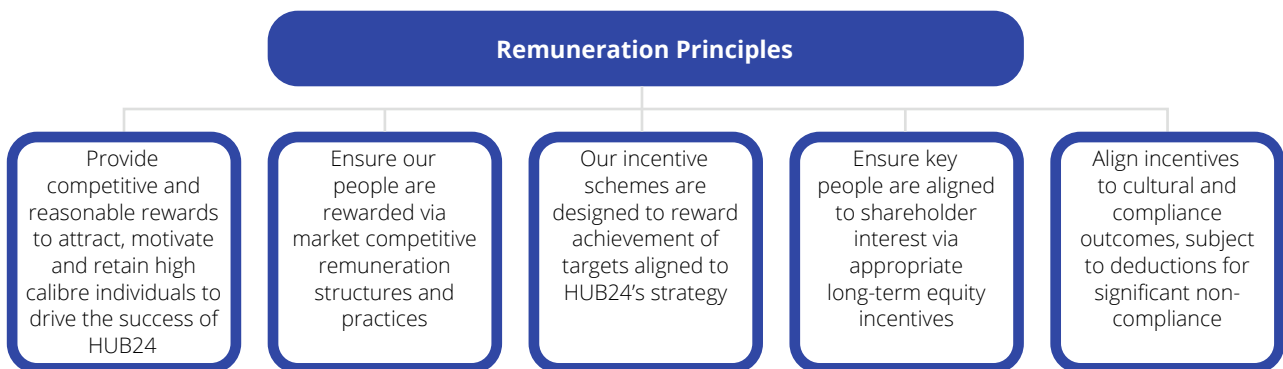 Remuneration Principles
Provide
competitive and
reasonable rewards
to attract, motivate
and retain high
calibre individuals to
drive the success of
HUB24
Ensure our
people are
rewarded via
market competitive
remuneration
structures and
practices
Our incentive
schemes are
designed to reward
achievement of
targets aligned to
HUB24’s strategy
Ensure key
people are aligned
to shareholder
interest via
appropriate
long-term equity
incentives
Align incentives
to cultural and
compliance
outcomes, subject
to deductions for
significant non-
compliance